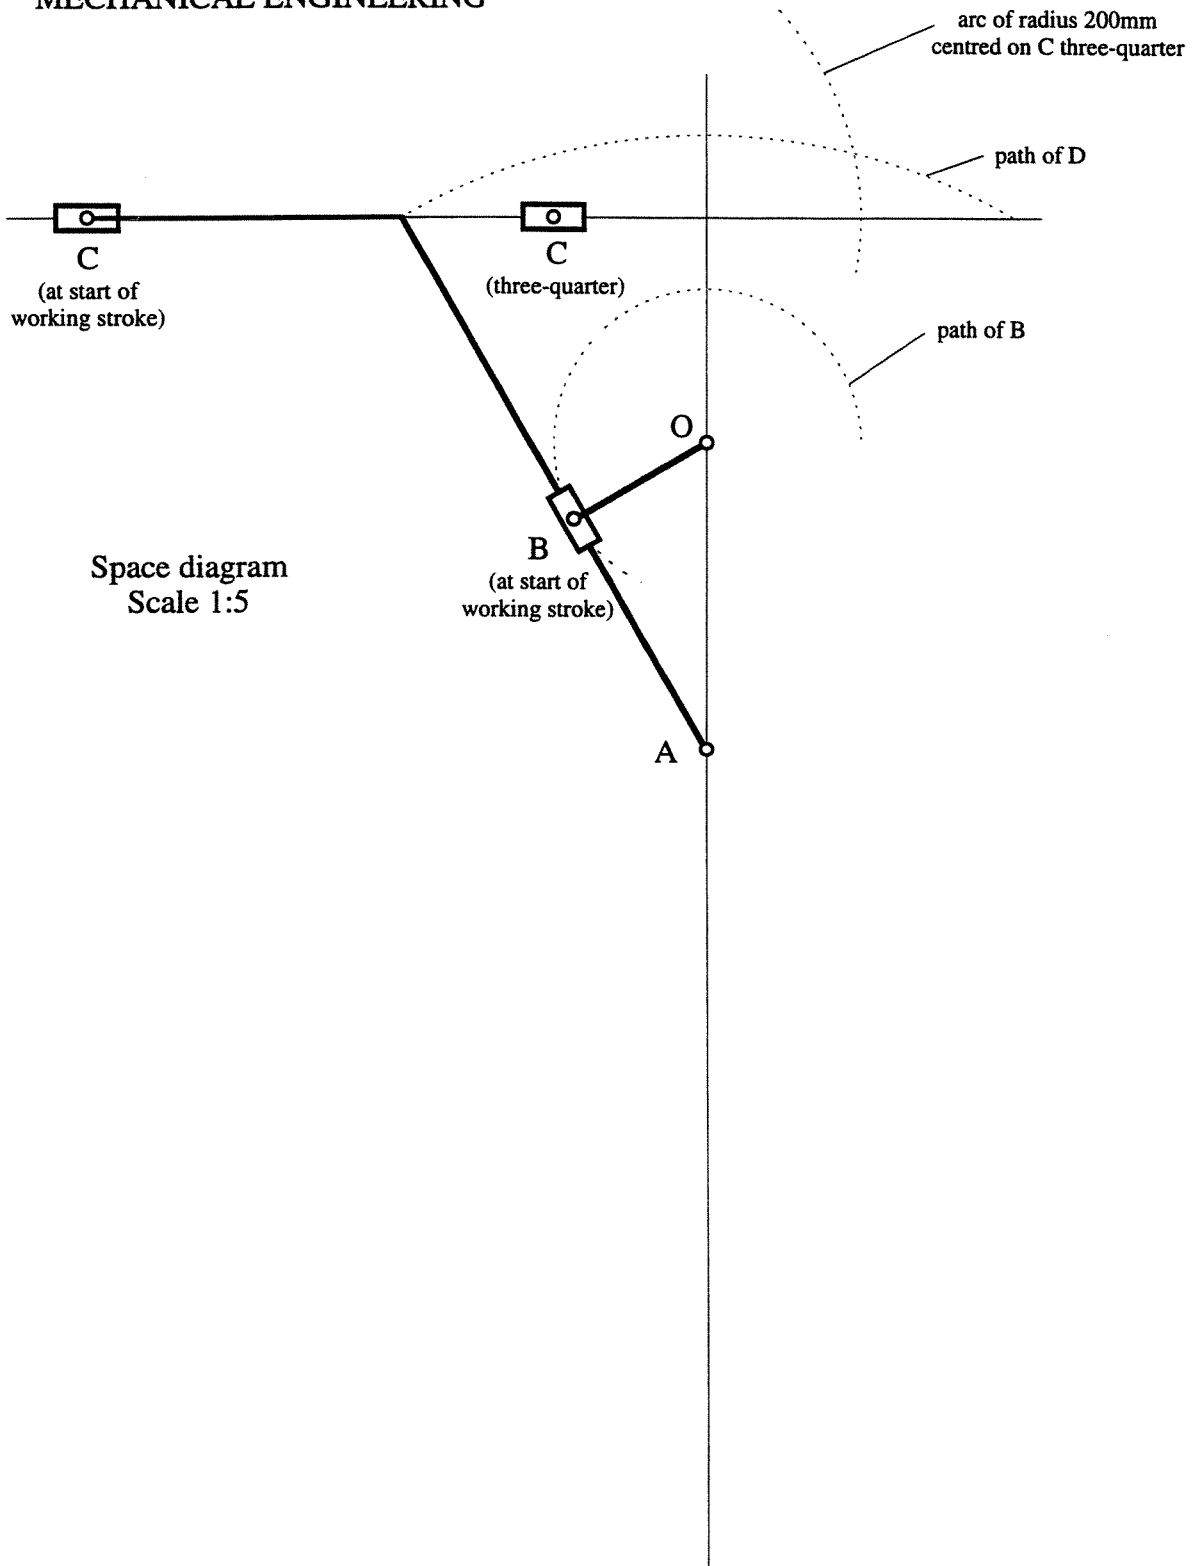 MECHANICAL ENGINEERING
arc of radius 200mm
centred on C three-quarter
path of D
C
(at start of
working stroke)
C
(three-quarter)
path of B
O
B
(at start of
working stroke)
Space diagram
Scale 1:5
A